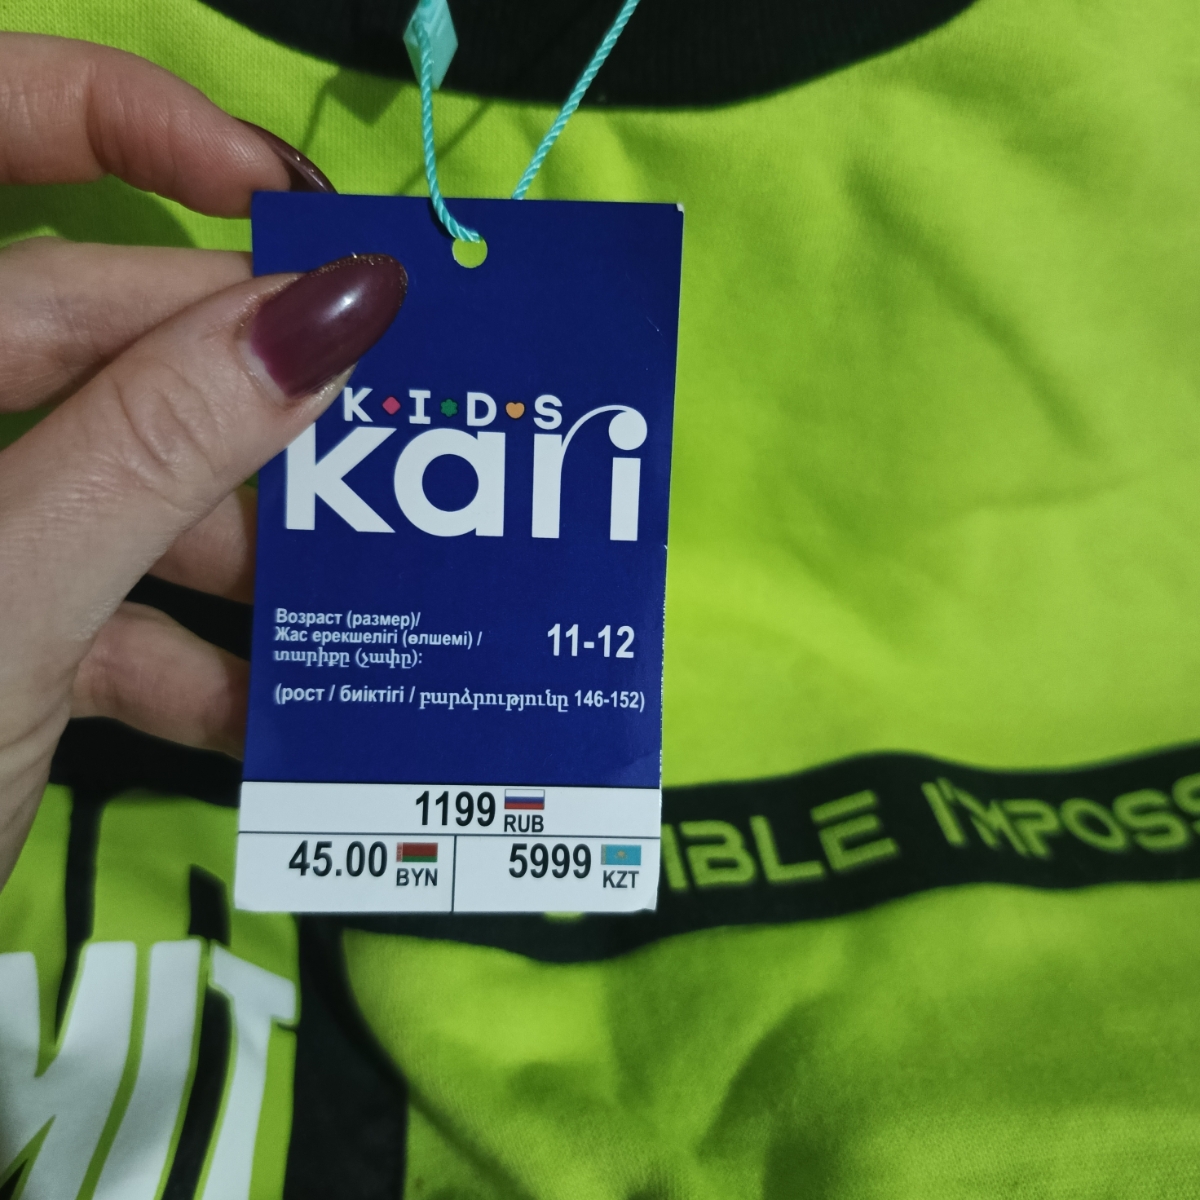 K I D S
kari
Возраст (размер)/
Жас ерекшелігі (өлшемі) / 11-12
տարիքը (չափը):
(рост / биіктігі / բարձրությունը 146-152)
1199 RUB
45.00 BYN 5999 KZT
IBLE I'MPOSS
MIT